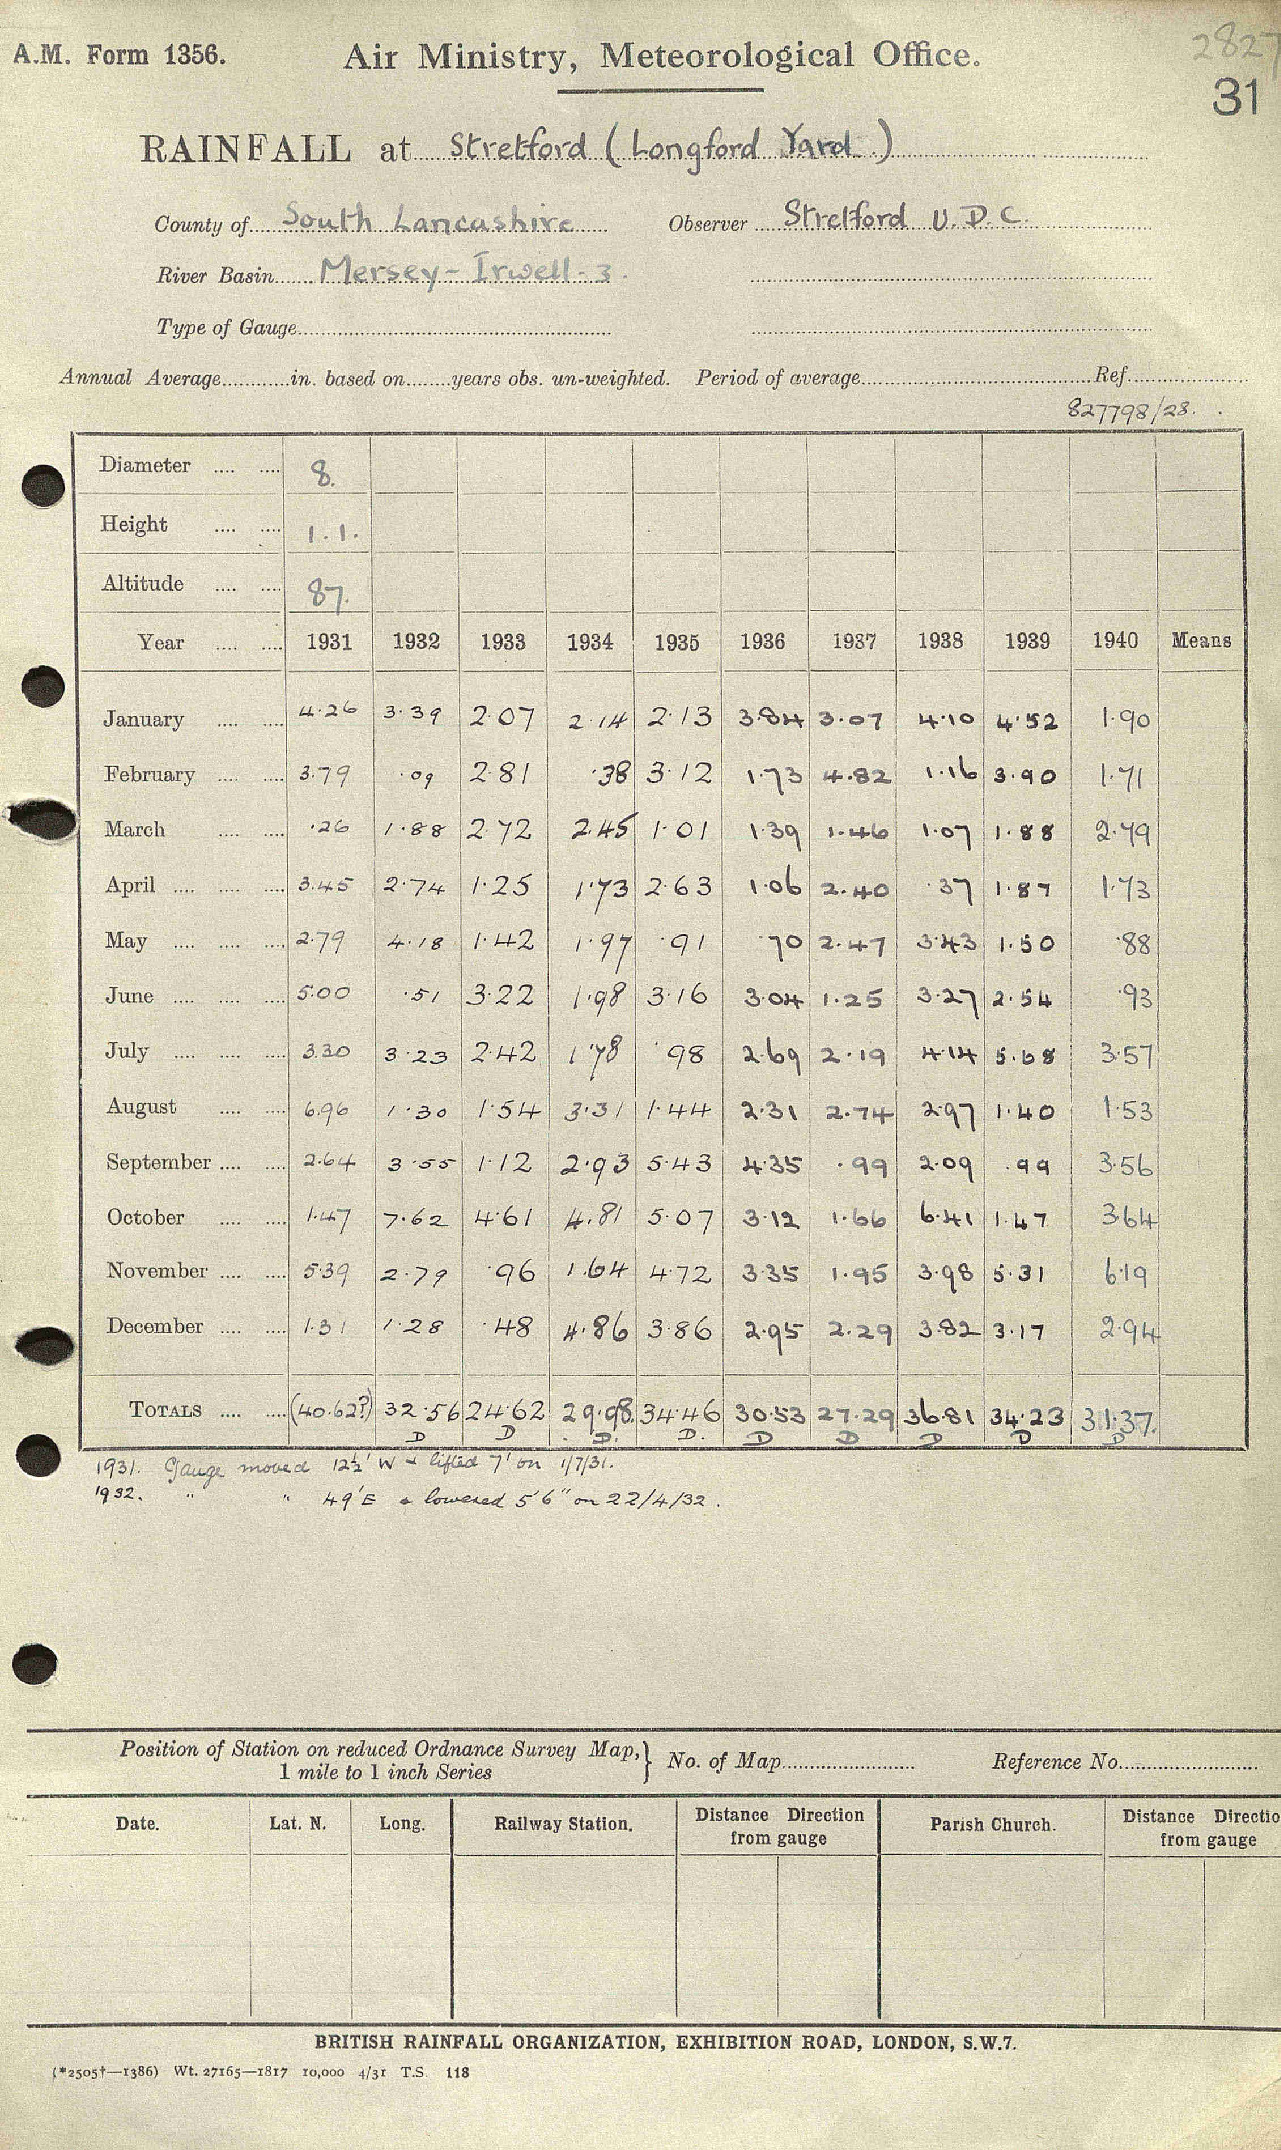 2827
31
A.M. Form 1356. Air Ministry, Meteorological Office.
RAINFALL at Stretford (Longford Yard)
County of South Lancashire Observer Stretford U.D.C.
River Basin Mersey-Irwell-3.
Type of Gauge
Annual Average in. based on years obs. un-weighted. Period of average Ref.
827798/28.
Diameter 8.
Height 1.1.
Altitude 87.
Year 1931 1932 1933 1934 1935 1936 1937 1938 1939 1940 Means
January 4.26 3.39 2.07 2.14 2.13 3.84 3.07 4.10 4.52 1.90
February 3.79 .09 2.81 .38 3.12 1.73 4.82 1.16 3.90 1.71
March .26 1.88 2.72 2.45 1.01 1.39 1.46 1.07 1.88 2.79
April 3.45 2.74 1.25 1.73 2.63 1.06 2.40 .37 1.87 1.73
May 2.79 4.18 1.42 1.97 .91 .70 2.47 3.43 1.50 .88
June 5.00 .51 3.22 1.98 3.16 3.04 1.25 3.27 2.54 .93
July 3.30 3.23 2.42 1.78 .98 2.69 2.19 4.14 5.68 3.57
August 6.96 1.30 1.54 3.31 1.44 2.31 2.74 2.97 1.40 1.53
September 2.64 3.55 1.12 2.93 5.43 4.35 .99 2.09 .99 3.56
October 1.47 7.62 4.61 4.81 5.07 3.12 1.66 6.41 1.47 3.64
November 5.39 2.79 .96 1.64 4.72 3.35 1.95 3.98 5.31 6.19
December 1.31 1.28 .48 4.86 3.86 2.95 2.29 3.82 3.17 2.94
TOTALS (40.62?) 32.56 24.62 29.98 34.46 30.53 27.29 36.81 34.23 31.37
D D D. D. D D D D D
1931. Gauge moved 12½' W & lifted 7' on 1/7/31.
1932. " " 49'E & lowered 5'6" on 22/4/32.
Position of Station on reduced Ordnance Survey Map,} No. of Map Reference No.
1 mile to 1 inch Series
Date. Lat. N. Long. Railway Station. Distance Direction Parish Church. Distance Directio
from gauge from gauge
BRITISH RAINFALL ORGANIZATION, EXHIBITION ROAD, LONDON, S.W.7.
(*2505†—1386) Wt. 27165—1817 10,000 4/31 T.S. 118